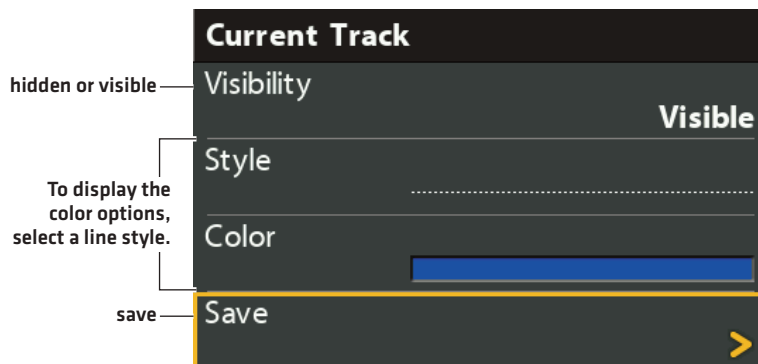 Current Track
hidden or visible
Visibility
Visible
To display the
color options,
select a line style.
Style
Color
save
Save